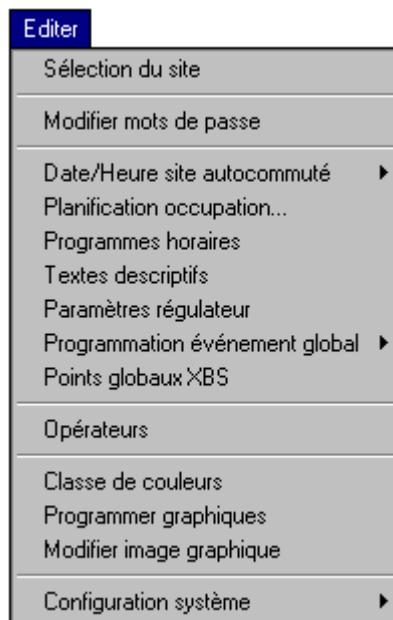 Editer
Sélection du site
Modifier mots de passe
Date/Heure site autocommuté
Planification occupation...
Programmes horaires
Textes descriptifs
Paramètres régulateur
Programmation événement global
Points globaux XBS
Opérateurs
Classe de couleurs
Programmer graphiques
Modifier image graphique
Configuration système